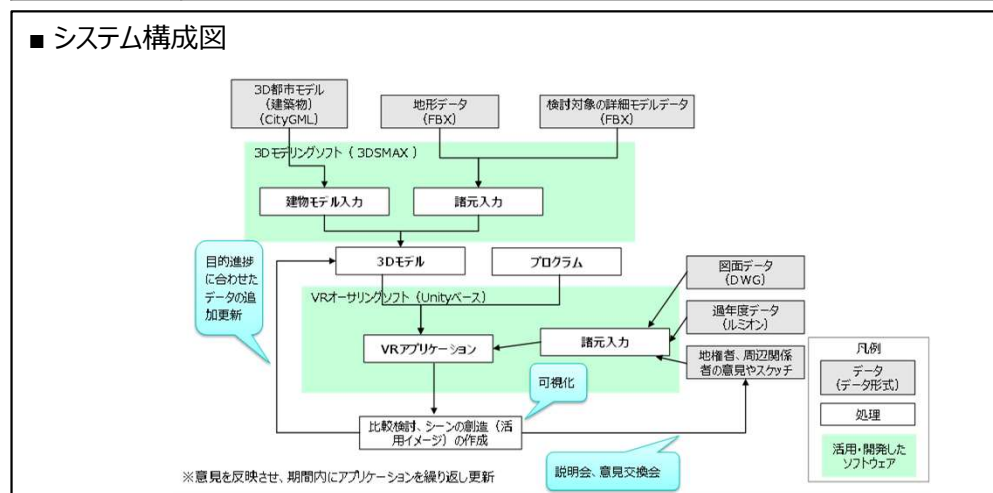 ■ システム構成図
3D都市モデル
(建築物)
(CityGML)
地形データ
(FBX)
検討対象の詳細モデルデータ
(FBX)
3Dモデリングソフト（3DSMAX）
建物モデル入力
諸元入力
目的進捗
に合わせた
データの追
加更新
3Dモデル
プログラム
図面データ
(DWG)
VRオーサリングソフト（Unityベース）
過年度データ
(ルミオン)
VRアプリケーション
諸元入力
地権者、周辺関係
者の意見やスケッチ
可視化
比較検討、シーンの創造（活
用イメージ）の作成
説明会、意見交換会
※意見を反映させ、期間内にアプリケーションを繰り返し更新
凡例
データ
(データ形式)
処理
活用・開発した
ソフトウェア